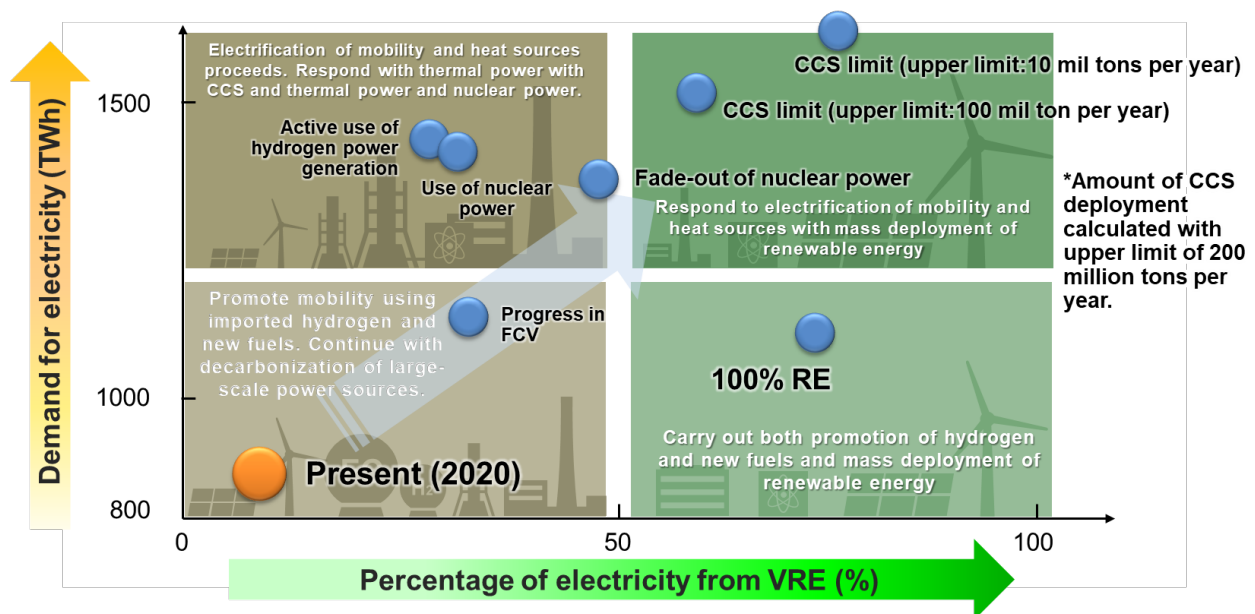 Demand for electricity (TWh)
1500
1000
800
Electrification of mobility and heat sources
proceeds. Respond with thermal power with
CCS and thermal power and nuclear power.
Active use of
hydrogen power
generation
Use of nuclear
power
CCS limit (upper limit:10 mil tons per year)
CCS limit (upper limit:100 mil ton per year)
Fade-out of nuclear power
Respond to electrification of mobility and
heat sources with mass deployment of
renewable energy
*Amount of CCS
deployment
calculated with
upper limit of 200
million tons per
year.
Promote mobility using
imported hydrogen and
new fuels. Continue with
decarbonization of large-
scale power sources.
Progress in
FCV
Present (2020)
100% RE
Carry out both promotion of hydrogen
and new fuels and mass deployment of
renewable energy
0
50
100
Percentage of electricity from VRE (%)